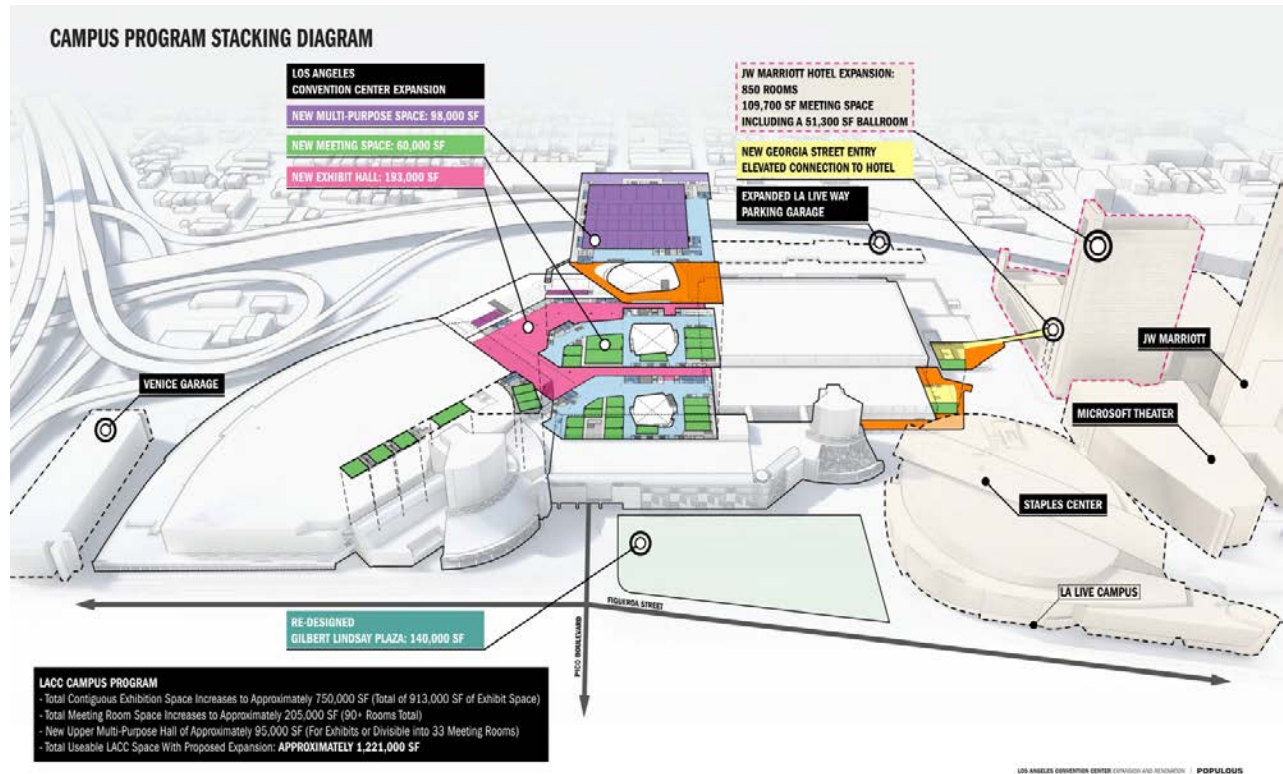 CAMPUS PROGRAM STACKING DIAGRAM
LOS ANGELES
CONVENTION CENTER EXPANSION
NEW MULTI-PURPOSE SPACE: 98,000 SF
NEW MEETING SPACE: 60,000 SF
NEW EXHIBIT HALL: 193,000 SF
JW MARRIOTT HOTEL EXPANSION:
850 ROOMS
109,700 SF MEETING SPACE
INCLUDING A 51,300 SF BALLROOM
NEW GEORGIA STREET ENTRY
ELEVATED CONNECTION TO HOTEL
EXPANDED LA LIVE WAY
PARKING GARAGE
JW MARRIOTT
VENICE GARAGE
MICROSOFT THEATER
STAPLES CENTER
LA LIVE CAMPUS
FIGUEROA STREET
PICO BOULEVARD
RE-DESIGNED
GILBERT LINDSAY PLAZA: 140,000 SF
LACC CAMPUS PROGRAM
- Total Contiguous Exhibition Space Increases to Approximately 750,000 SF (Total of 913,000 SF of Exhibit Space)
- Total Meeting Room Space Increases to Approximately 205,000 SF (90+ Rooms Total)
- New Upper Multi-Purpose Hall of Approximately 95,000 SF (For Exhibits or Divisible into 33 Meeting Rooms)
- Total Useable LACC Space With Proposed Expansion: APPROXIMATELY 1,221,000 SF
LOS ANGELES CONVENTION CENTER EXPANSION AND RENOVATION | POPULOUS